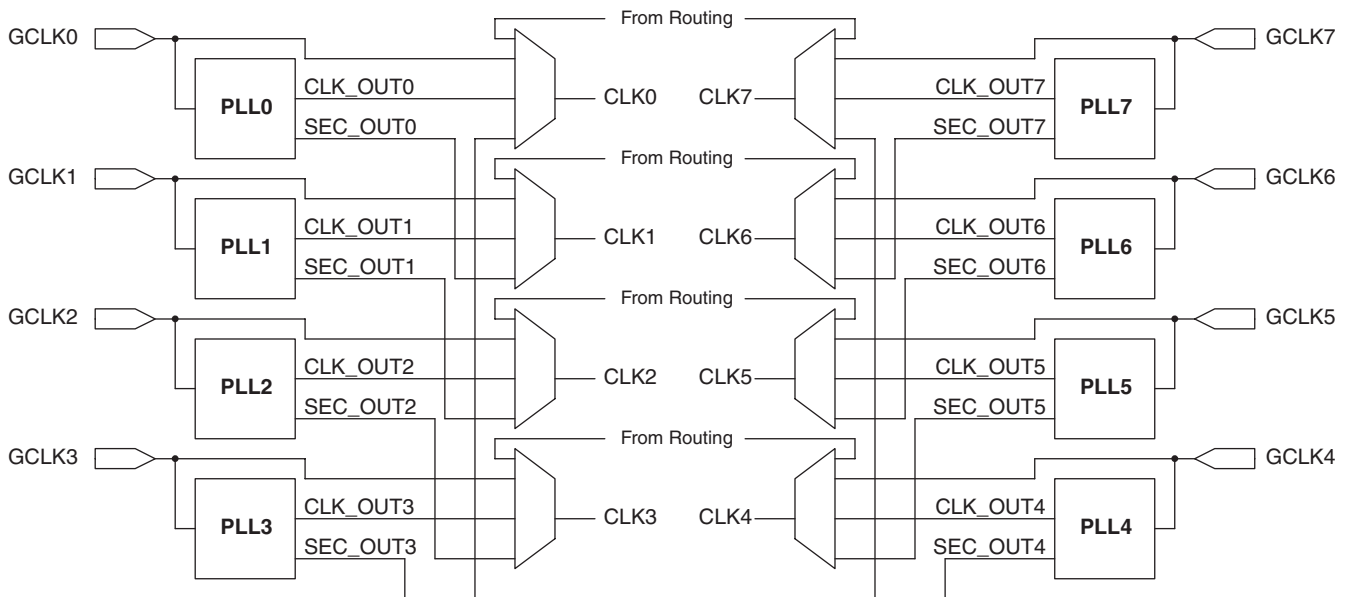 From Routing
GCLK0
GCLK7
PLL0
CLK_OUT0
SEC_OUT0
CLK0
CLK7
CLK_OUT7
SEC_OUT7
PLL7
From Routing
GCLK1
GCLK6
PLL1
CLK_OUT1
SEC_OUT1
CLK1
CLK6
CLK_OUT6
SEC_OUT6
PLL6
From Routing
GCLK2
GCLK5
PLL2
CLK_OUT2
SEC_OUT2
CLK2
CLK5
CLK_OUT5
SEC_OUT5
PLL5
From Routing
GCLK3
GCLK4
PLL3
CLK_OUT3
SEC_OUT3
CLK3
CLK4
CLK_OUT4
SEC_OUT4
PLL4